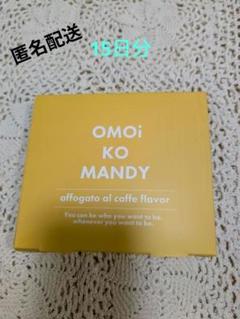 匿名配送
15日分
OMOi
KO
MANDY
affogato al caffe flavor
You can be who you want to be.
whenever you want to be.